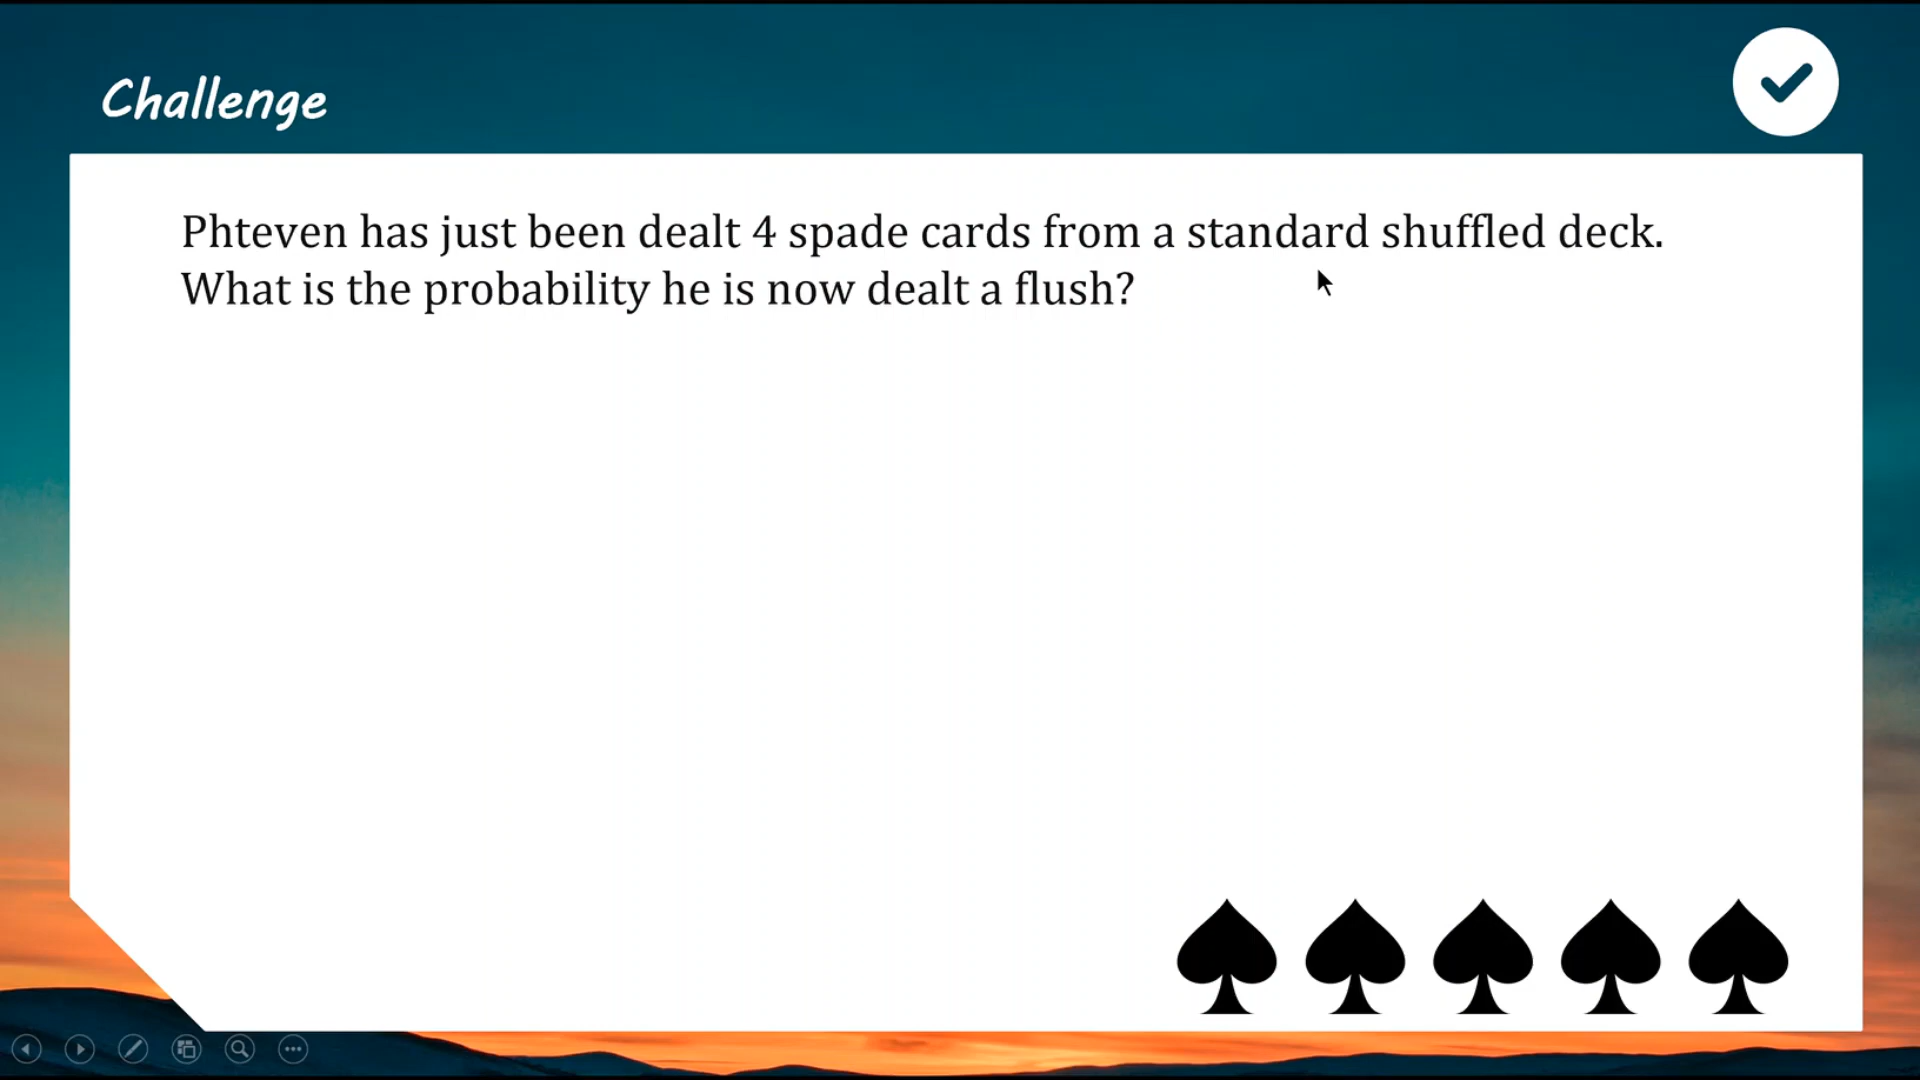 Challenge
Phteven has just been dealt 4 spade cards from a standard shuffled deck.
What is the probability he is now dealt a flush?